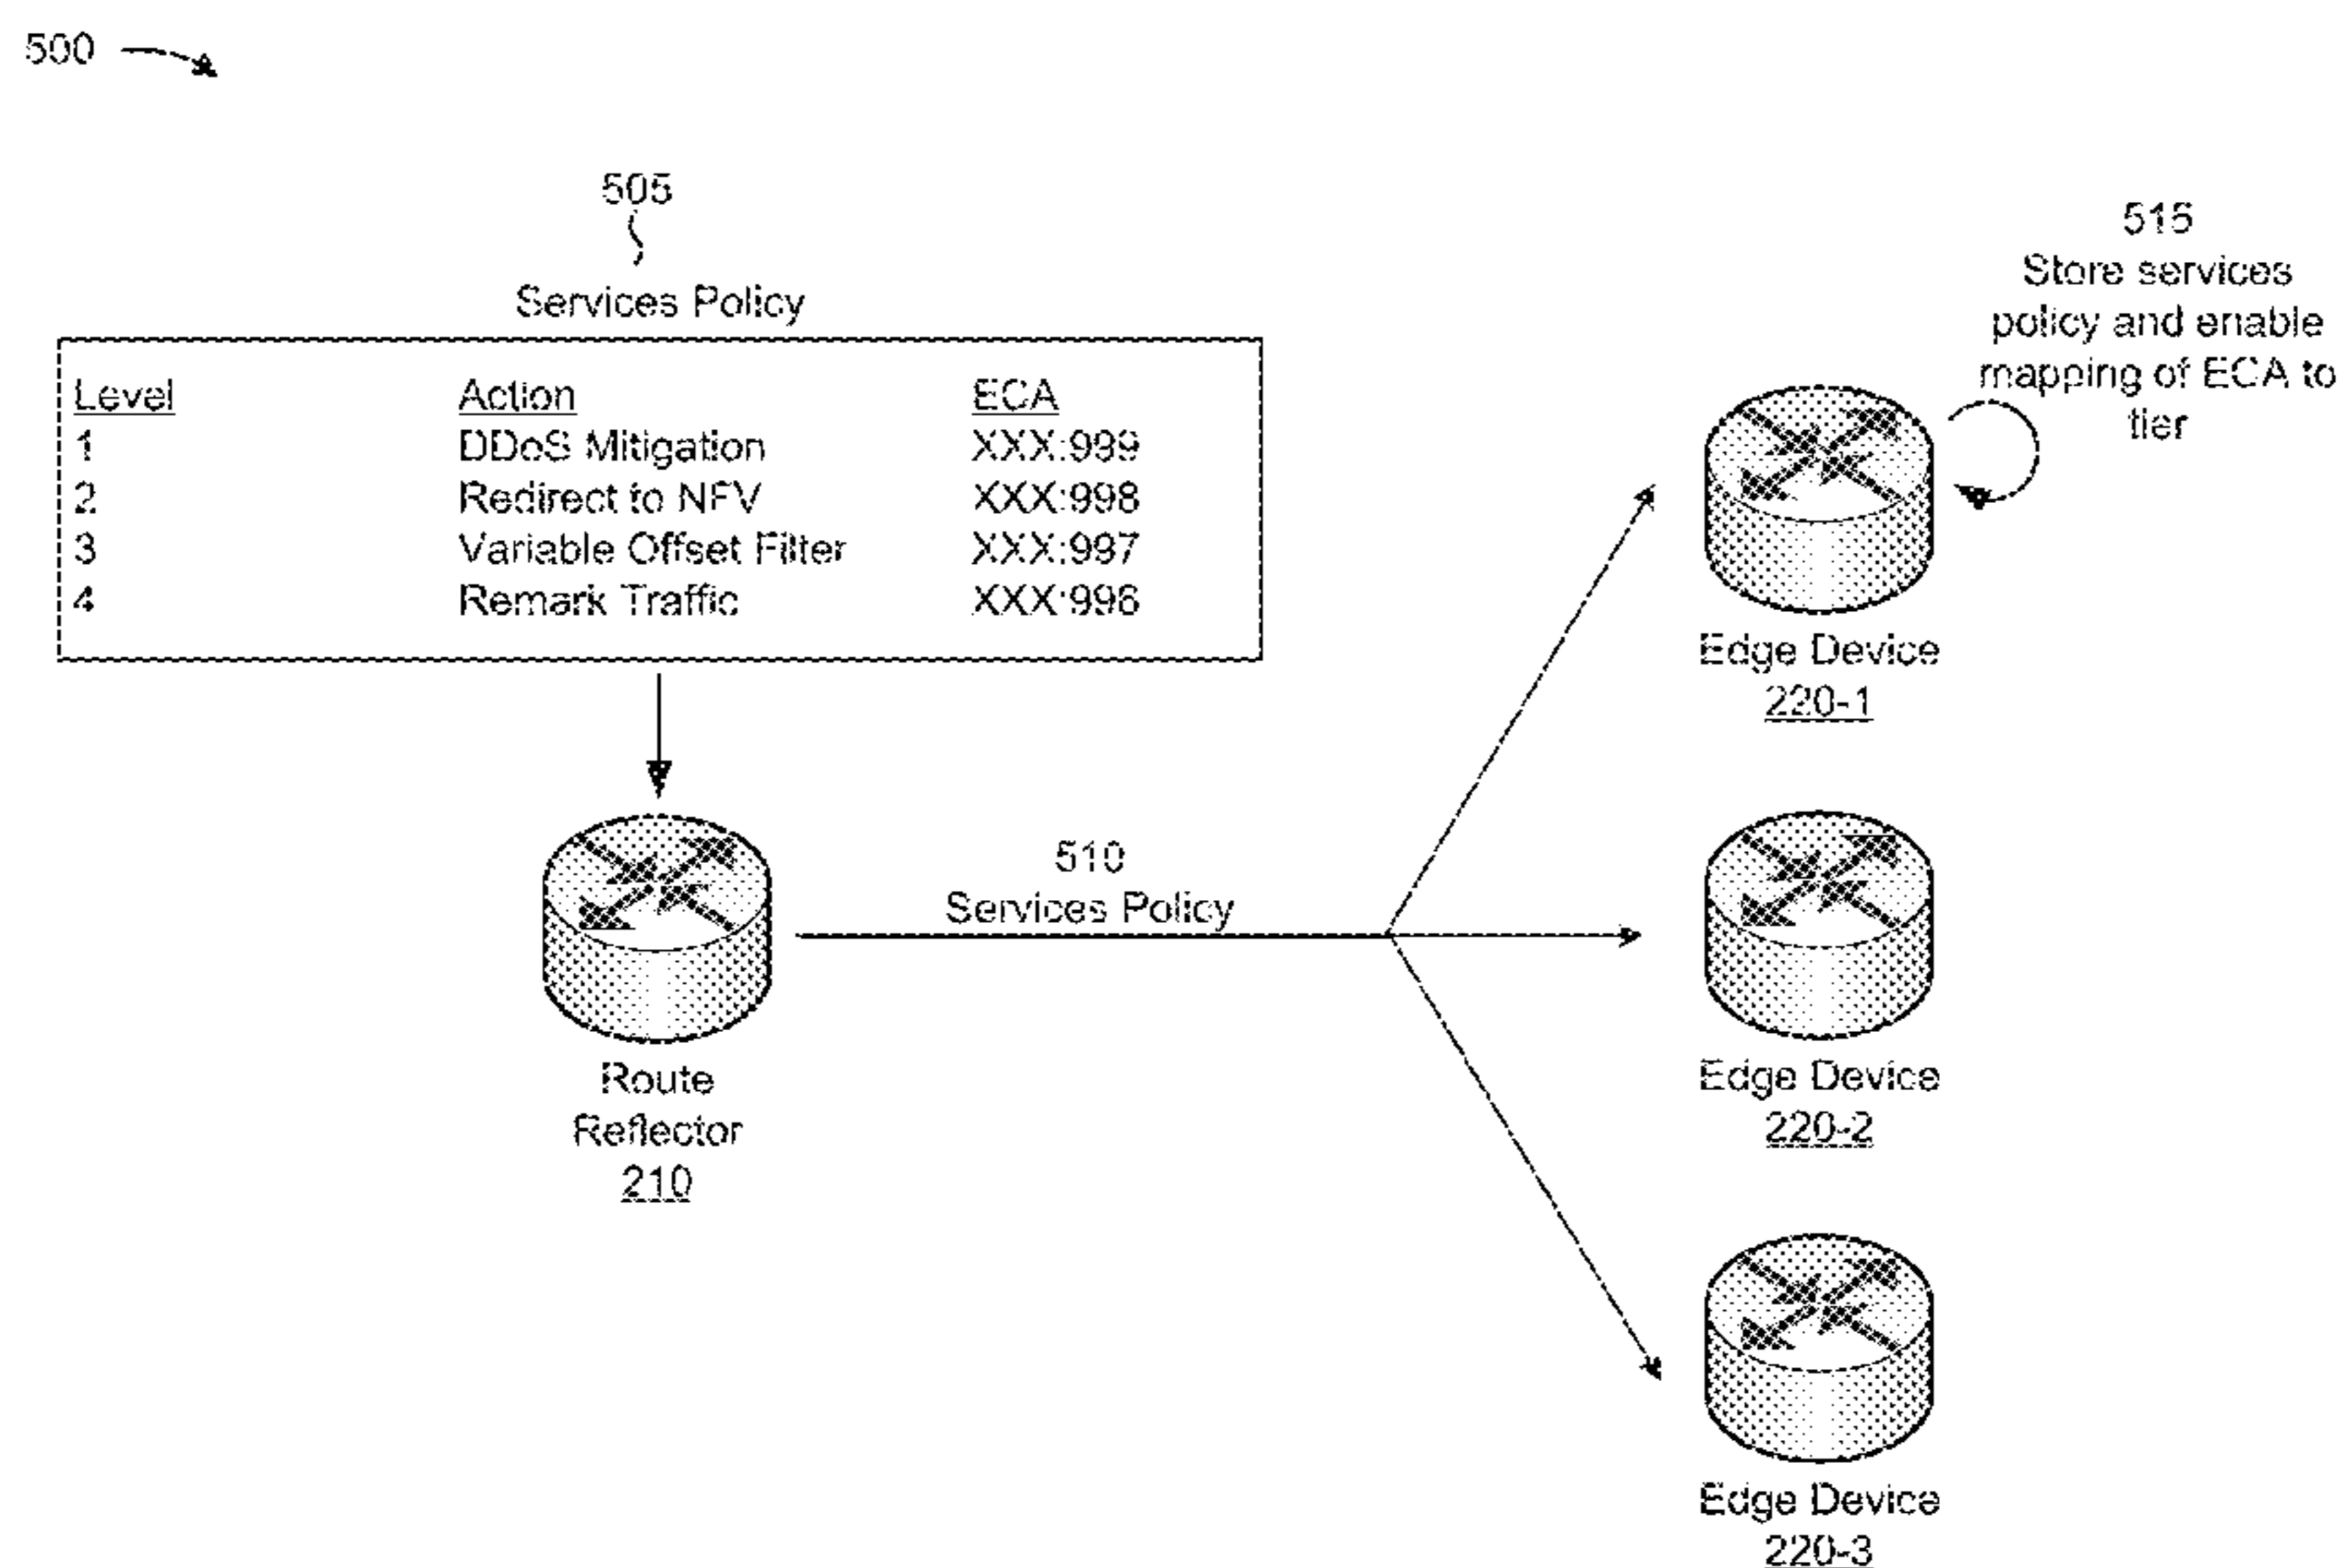 500
505
Services Policy
Level Action ECA
1 DDoS Mitigation XXX:999
2 Redirect to NFV XXX:998
3 Variable Offset Filter XXX:997
4 Remark Traffic XXX:996
515
Store services
policy and enable
mapping of ECA to
tier
Edge Device
220-1
510
Services Policy
Route
Reflector
210
Edge Device
220-2
Edge Device
220-3